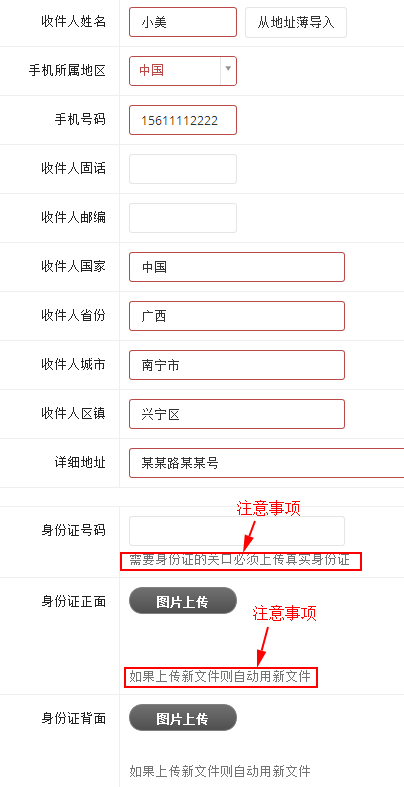 收件人姓名 小美 从地址薄导入
手机所属地区 中国
手机号码 15611112222
收件人固话
收件人邮编
收件人国家 中国
收件人省份 广西
收件人城市 南宁市
收件人区镇 兴宁区
详细地址 某某路某某号
注意事项
身份证号码
需要身份证的关口必须上传真实身份证
身份证正面 图片上传
注意事项
如果上传新文件则自动用新文件
身份证背面 图片上传
如果上传新文件则自动用新文件